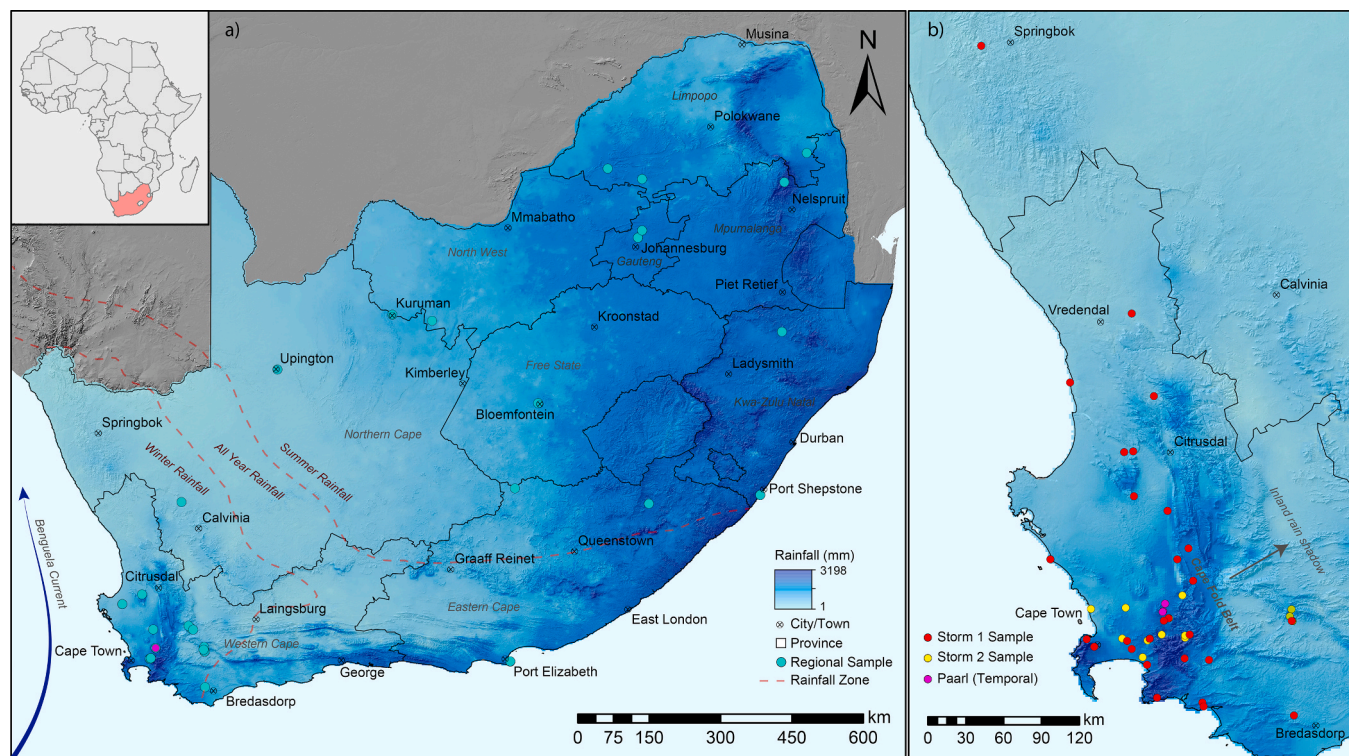 a)
Musina
N
Limpopo
Polokwane
Nelspruit
Mmabatho
Mpumalanga
North West
Johannesburg
Gauteng
Piet Retief
Kuruman
Kroonstad
Upington
Free State
Ladysmith
Kimberley
Bloemfontein
Kwa-Zulu Natal
Springbok
Northern Cape
Durban
Winter Rainfall
All Year Rainfall
Summer Rainfall
Port Shepstone
Calvinia
Benguela Current
Queenstown
Graaff Reinet
Citrusdal
Laingsburg
Eastern Cape
East London
Western Cape
Cape Town
George
Port Elizabeth
Bredasdorp
Rainfall (mm)
3198
1
City/Town
Province
Regional Sample
Rainfall Zone
km
0 75 150 300 450 600
b)
Springbok
Calvinia
Vredendal
Citrusdal
Inland rain shadow
Cape Fold Belt
Cape Town
Storm 1 Sample
Storm 2 Sample
Paarl (Temporal)
Bredasdorp
km
0 30 60 90 120